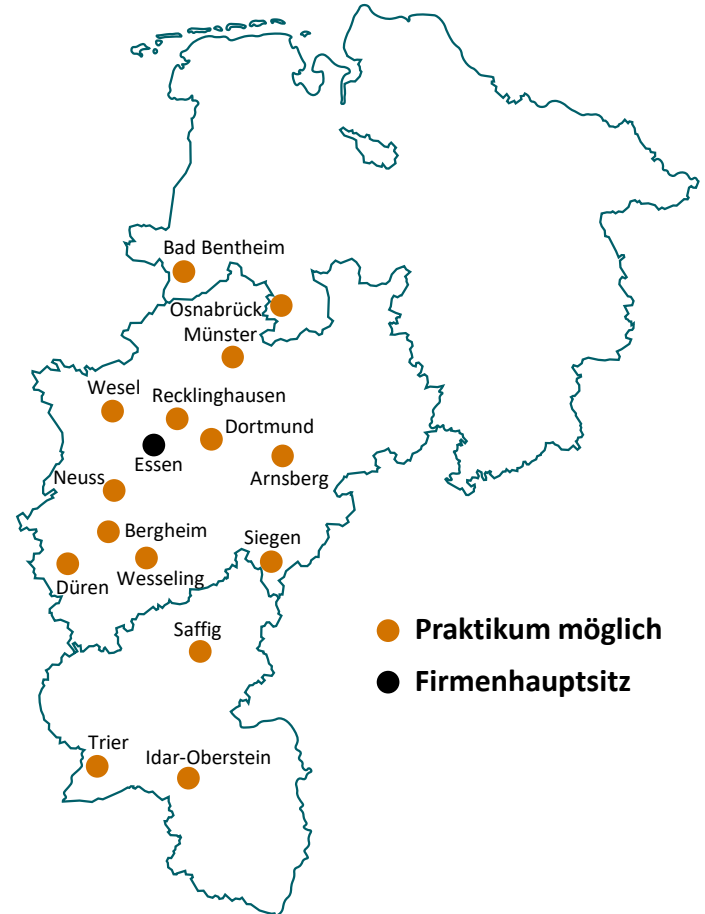 Bad Bentheim
Osnabrück
Münster
Wesel
Recklinghausen
Dortmund
Essen
Arnsberg
Neuss
Bergheim
Siegen
Düren
Wesseling
Saffig
Praktikum möglich
Firmenhauptsitz
Trier
Idar-Oberstein